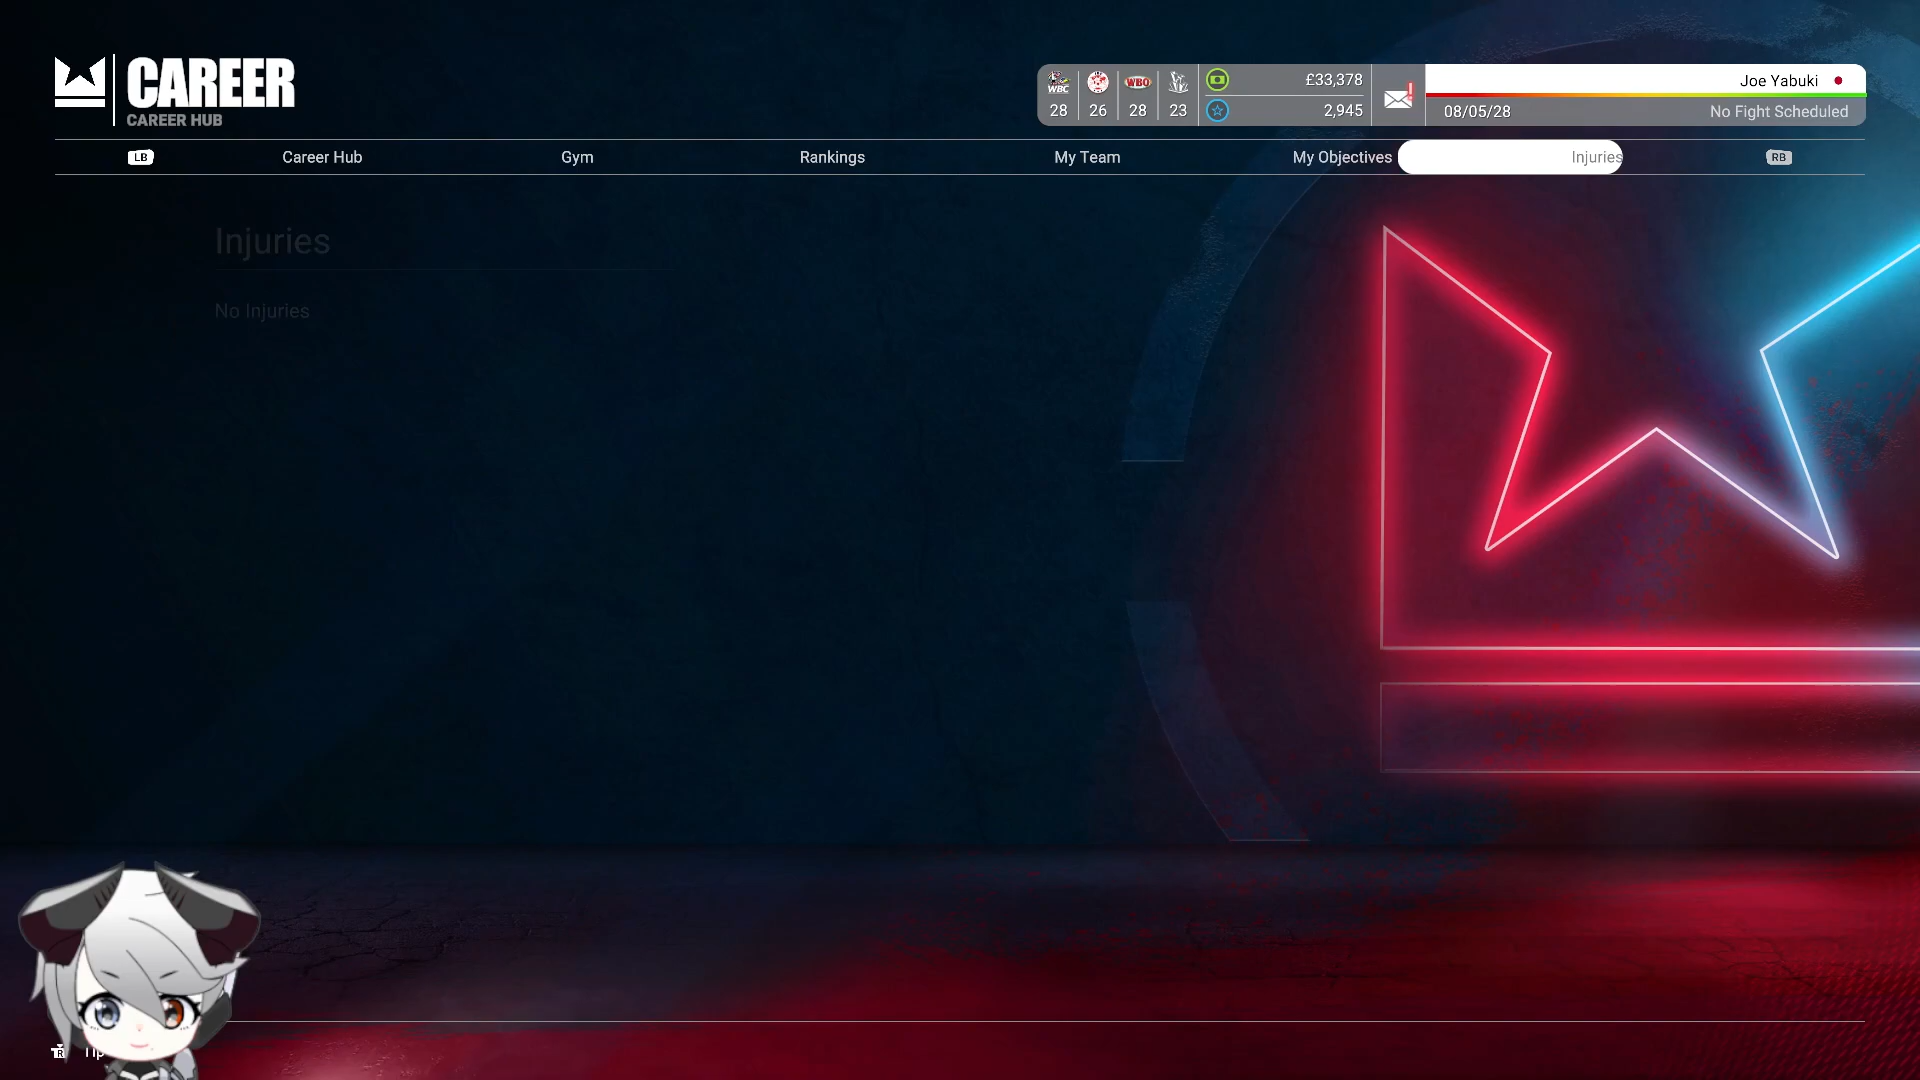 CAREER
CAREER HUB
WBC
WBO
28
26
28
23
£33,378
2,945
Joe Yabuki
08/05/28
No Fight Scheduled
LB
Career Hub
Gym
Rankings
My Team
My Objectives
Injuries
RB
Injuries
No Injuries
R